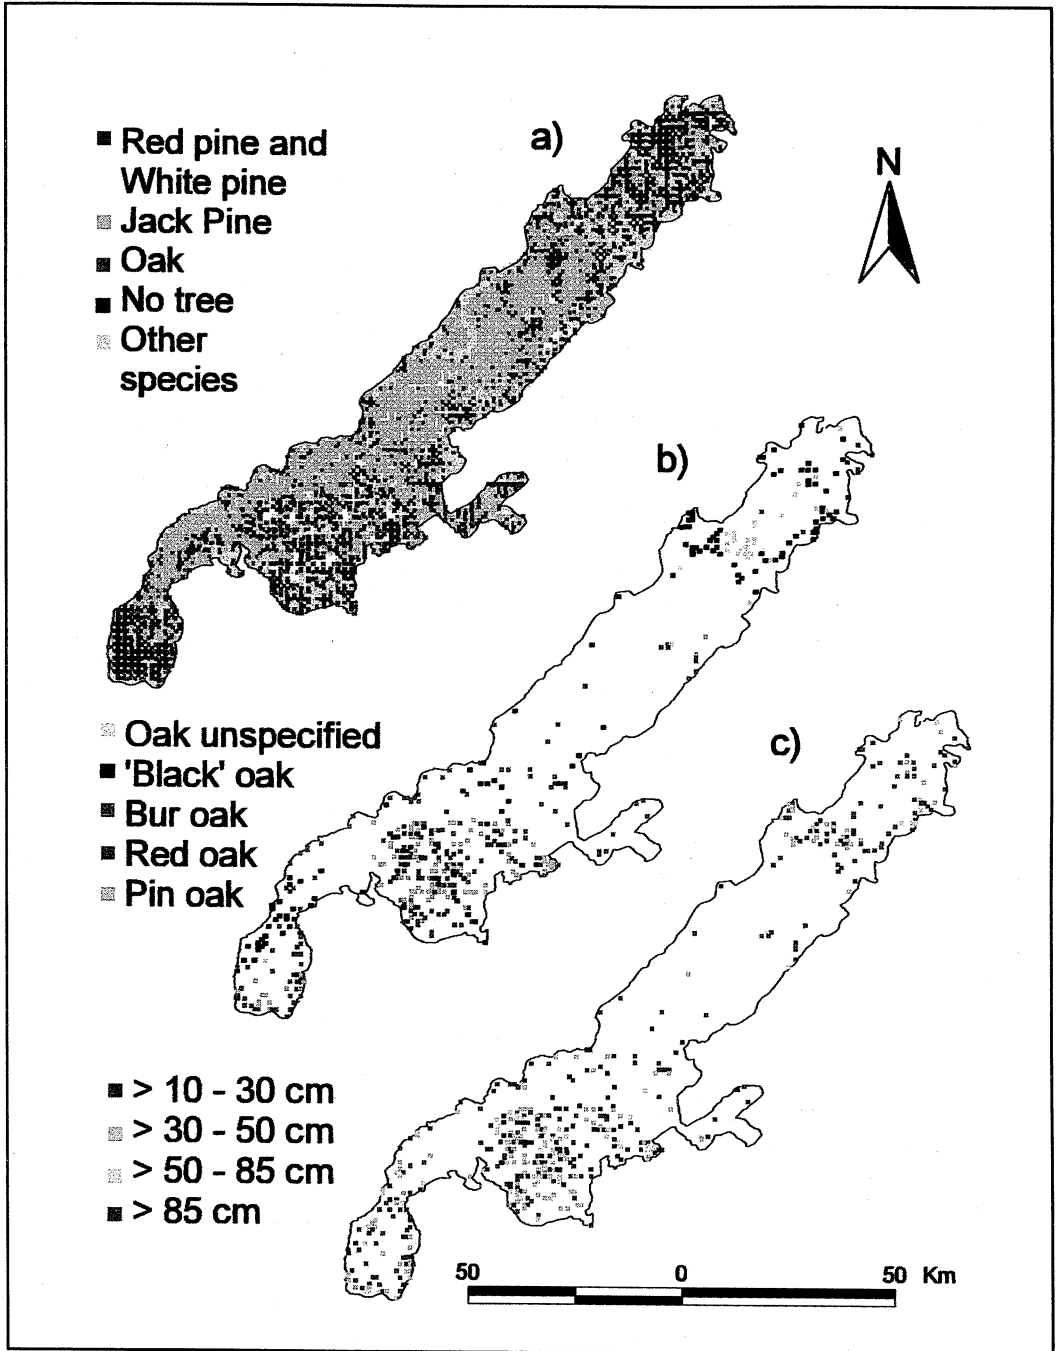 a)
N
Red pine and
White pine
Jack Pine
Oak
No tree
Other
species
b)
Oak unspecified
'Black' oak
Bur oak
Red oak
Pin oak
c)
> 10 - 30 cm
> 30 - 50 cm
> 50 - 85 cm
> 85 cm
50 0 50 Km